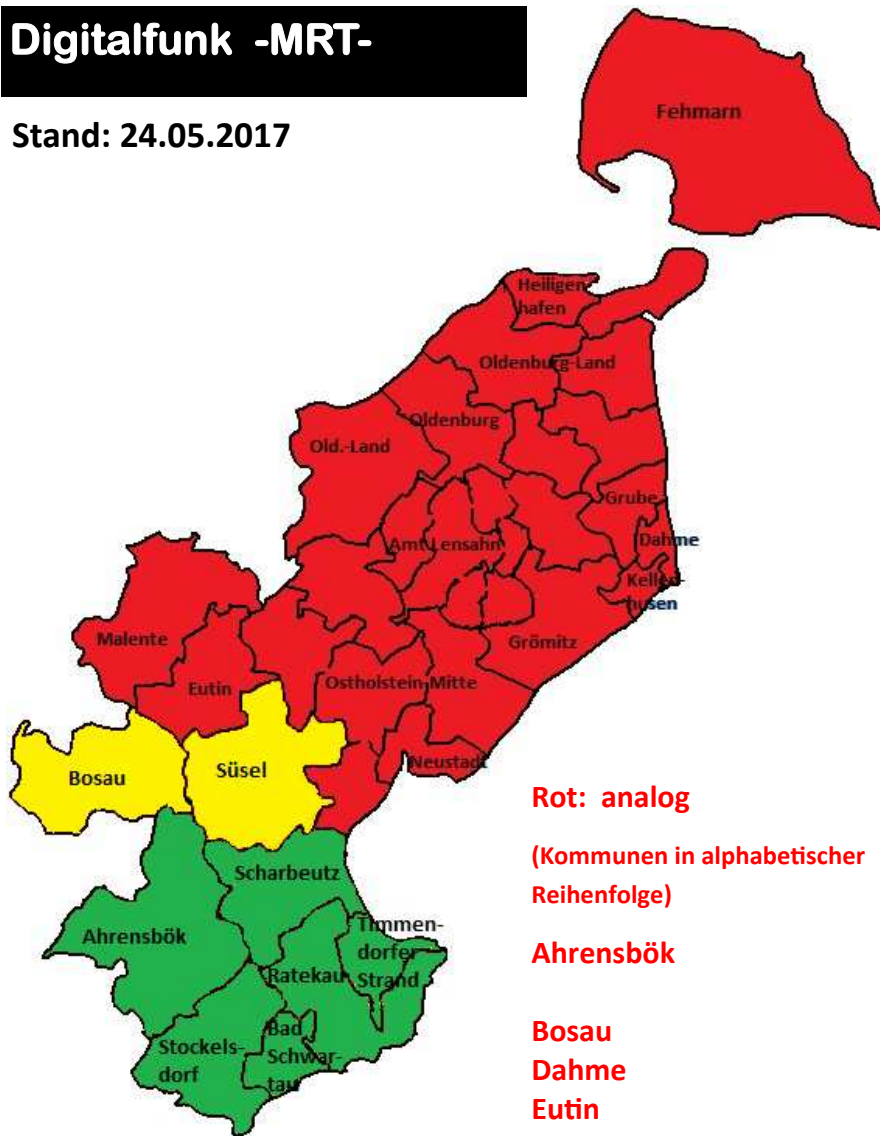 Digitalfunk -MRT-
Stand: 24.05.2017
Fehmarn
Heiligen
hafen
Oldenburg-Land
Oldenburg
Old.-Land
Grube
Amt Lensahn
Dahme
Kellen-
husen
Malente
Grömitz
Eutin
Ostholstein-Mitte
Neustadt
Süsel
Bosau
Rot: analog
(Kommunen in alphabetischer
Reihenfolge)
Scharbeutz
Ahrensbök
Timmen-
dorfer
Strand
Ratekau
Bad
Schwar-
tau
Stockels-
dorf
Ahrensbök
Bosau
Dahme
Eutin